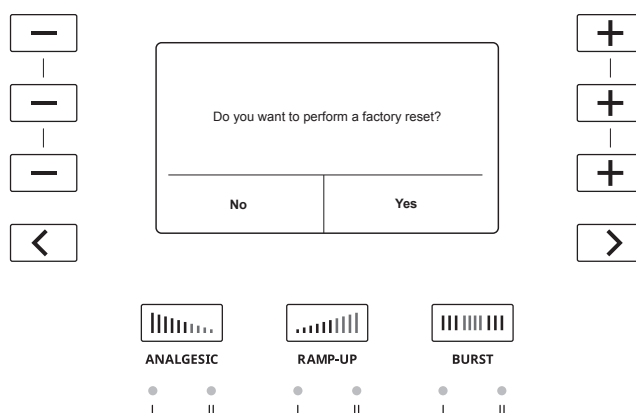 Do you want to perform a factory reset?
No Yes
ANALGESIC RAMP-UP BURST
I II I II I II